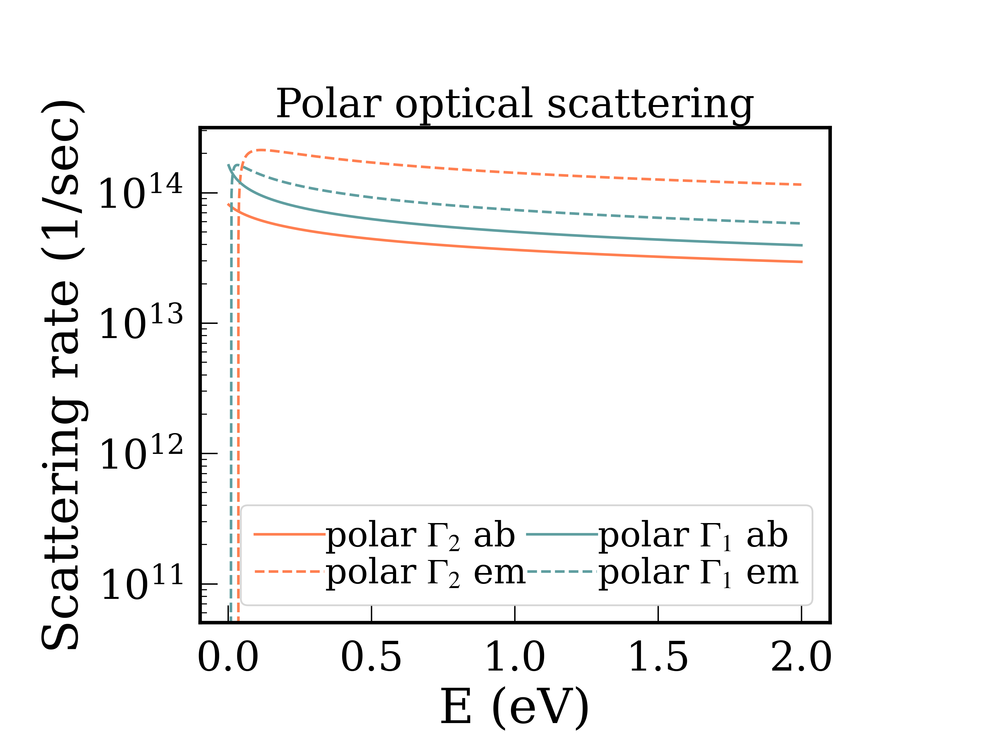 Polar optical scattering
Scattering rate (1/sec)
10^14
10^13
10^12
10^11
polar Γ₂ ab
polar Γ₂ em
polar Γ₁ ab
polar Γ₁ em
0.0 0.5 1.0 1.5 2.0
E (eV)